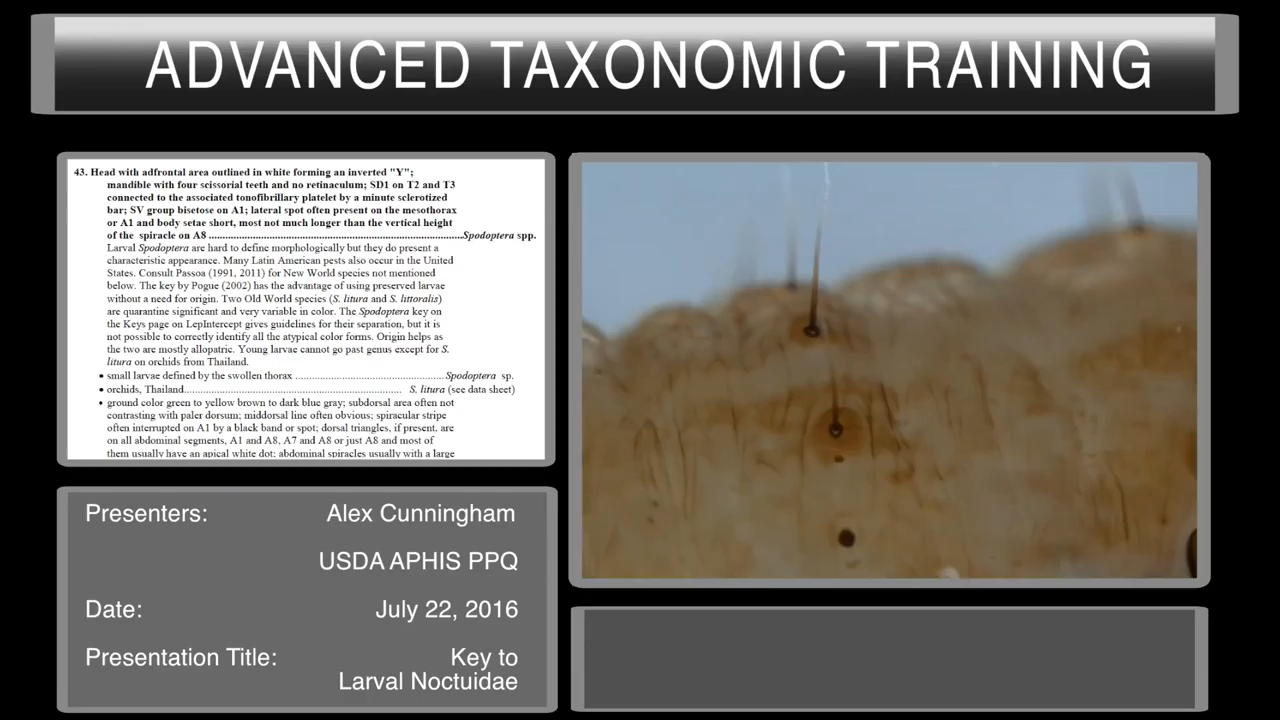 ADVANCED TAXONOMIC TRAINING
43. Head with adfrontal area outlined in white forming an inverted "Y";
mandible with four scissorial teeth and no retinaculum; SD1 on T2 and T3
connected to the associated tonofibrillary platelet by a minute sclerotized
bar; SV group bisetose on A1; lateral spot often present on the mesothorax
or A1 and body setae short, most not much longer than the vertical height
of the spiracle on A8 ..................................................................Spodoptera spp.
Larval Spodoptera are hard to define morphologically but they do present a
characteristic appearance. Many Latin American pests also occur in the United
States. Consult Passoa (1991, 2011) for New World species not mentioned
below. The key by Pogue (2002) has the advantage of using preserved larvae
without a need for origin. Two Old World species (S. litura and S. littoralis)
are quarantine significant and very variable in color. The Spodoptera key on
the Keys page on LepIntercept gives guidelines for their separation, but it is
not possible to correctly identify all the atypical color forms. Origin helps as
the two are mostly allopatric. Young larvae cannot go past genus except for S.
litura on orchids from Thailand.
• small larvae defined by the swollen thorax ..................................................Spodoptera sp.
• orchids, Thailand......................................................................... S. litura (see data sheet)
• ground color green to yellow brown to dark blue gray; subdorsal area often not
contrasting with paler dorsum; middorsal line often obvious; spiracular stripe
often interrupted on A1 by a black band or spot; dorsal triangles, if present, are
on all abdominal segments, A1 and A8, A7 and A8 or just A8 and most of
them usually have an apical white dot; abdominal spiracles usually with a large
Presenters: Alex Cunningham
USDA APHIS PPQ
Date: July 22, 2016
Presentation Title: Key to
Larval Noctuidae